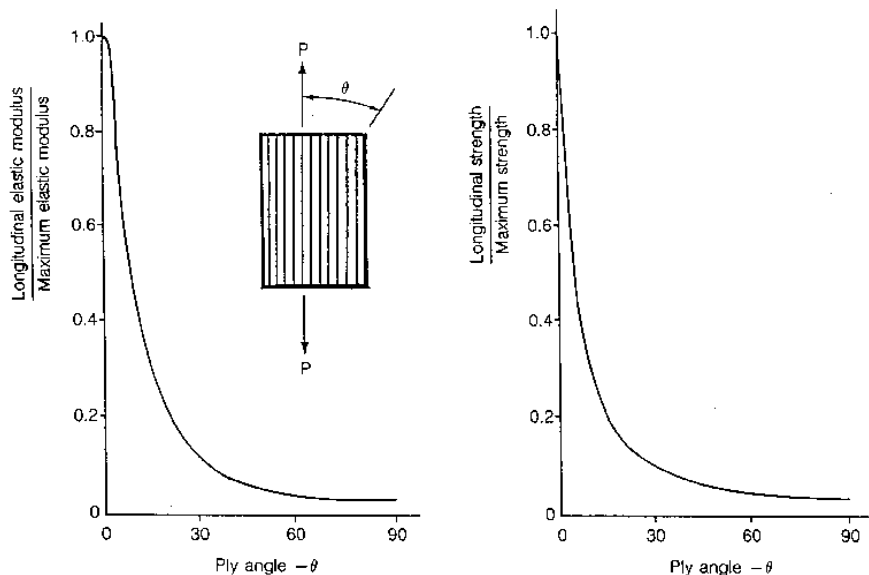 Longitudinal elastic modulus
Maximum elastic modulus
1.0
0.8
0.6
0.4
0.2
0
0
30
60
90
Ply angle −θ
P
θ
P
Longitudinal strength
Maximum strength
1.0
0.8
0.6
0.4
0.2
0
0
30
60
90
Ply angle −θ